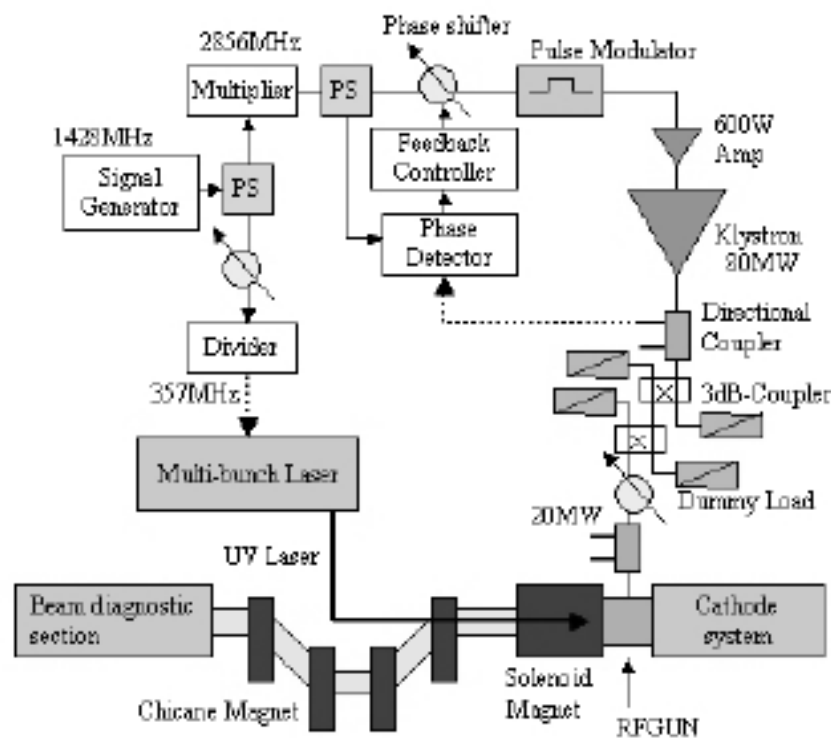 2856MHz
Phase shifter
Pulse Modulator
Multiplier
PS
600W
Amp
1428MHz
Feedback
Controller
Signal
Generator
PS
Phase
Detector
Klystron
80MW
Directional
Coupler
Divider
357MHz
3dB-Coupler
Multi-bunch Laser
Dummy Load
20MW
UV Laser
Beam diagnostic
section
Cathode
system
Solenoid
Magnet
Chicane Magnet
RFGUN